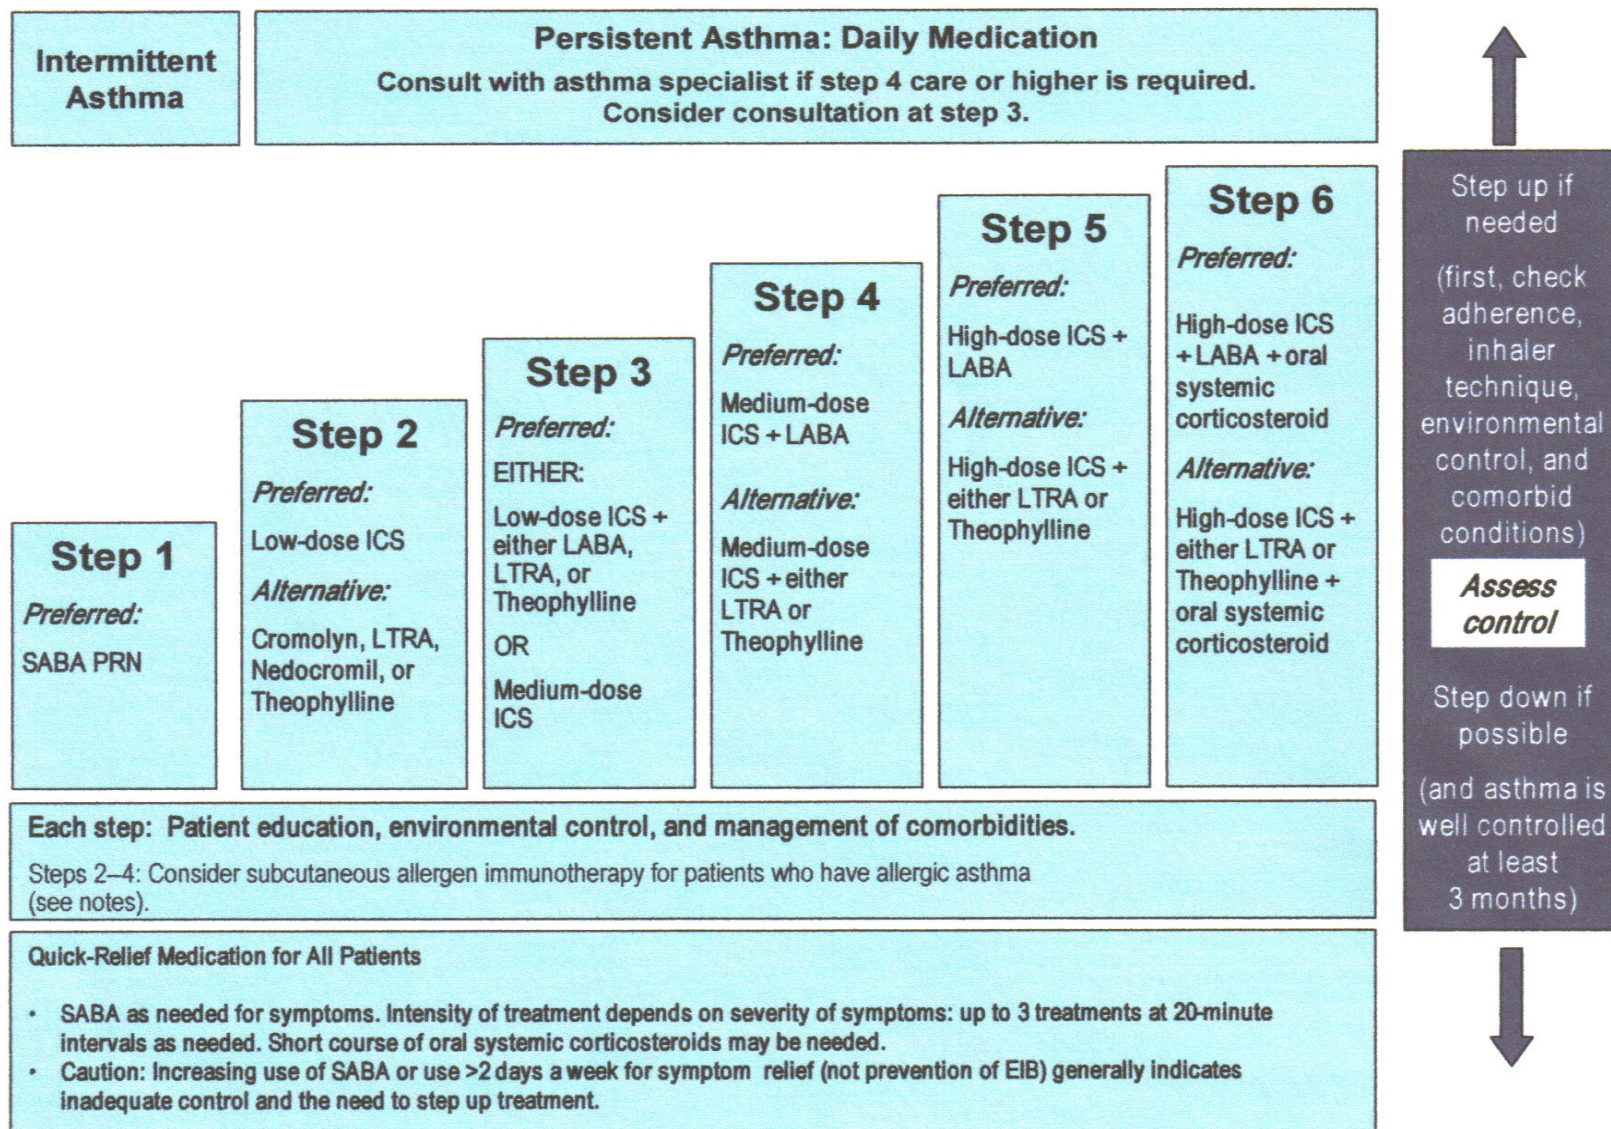 Intermittent
Asthma
Persistent Asthma: Daily Medication
Consult with asthma specialist if step 4 care or higher is required.
Consider consultation at step 3.
Step 1
Preferred:
SABA PRN
Step 2
Preferred:
Low-dose ICS
Alternative:
Cromolyn, LTRA,
Nedocromil, or
Theophylline
Step 3
Preferred:
EITHER:
Low-dose ICS +
either LABA,
LTRA, or
Theophylline
OR
Medium-dose
ICS
Step 4
Preferred:
Medium-dose
ICS + LABA
Alternative:
Medium-dose
ICS + either
LTRA or
Theophylline
Step 5
Preferred:
High-dose ICS +
LABA
Alternative:
High-dose ICS +
either LTRA or
Theophylline
Step 6
Preferred:
High-dose ICS
+ LABA + oral
systemic
corticosteroid
Alternative:
High-dose ICS +
either LTRA or
Theophylline +
oral systemic
corticosteroid
Step up if
needed
(first, check
adherence,
inhaler
technique,
environmental
control, and
comorbid
conditions)
Assess
control
Step down if
possible
(and asthma is
well controlled
at least
3 months)
Each step: Patient education, environmental control, and management of comorbidities.
Steps 2–4: Consider subcutaneous allergen immunotherapy for patients who have allergic asthma
(see notes).
Quick-Relief Medication for All Patients
• SABA as needed for symptoms. Intensity of treatment depends on severity of symptoms: up to 3 treatments at 20-minute
intervals as needed. Short course of oral systemic corticosteroids may be needed.
• Caution: Increasing use of SABA or use >2 days a week for symptom relief (not prevention of EIB) generally indicates
inadequate control and the need to step up treatment.